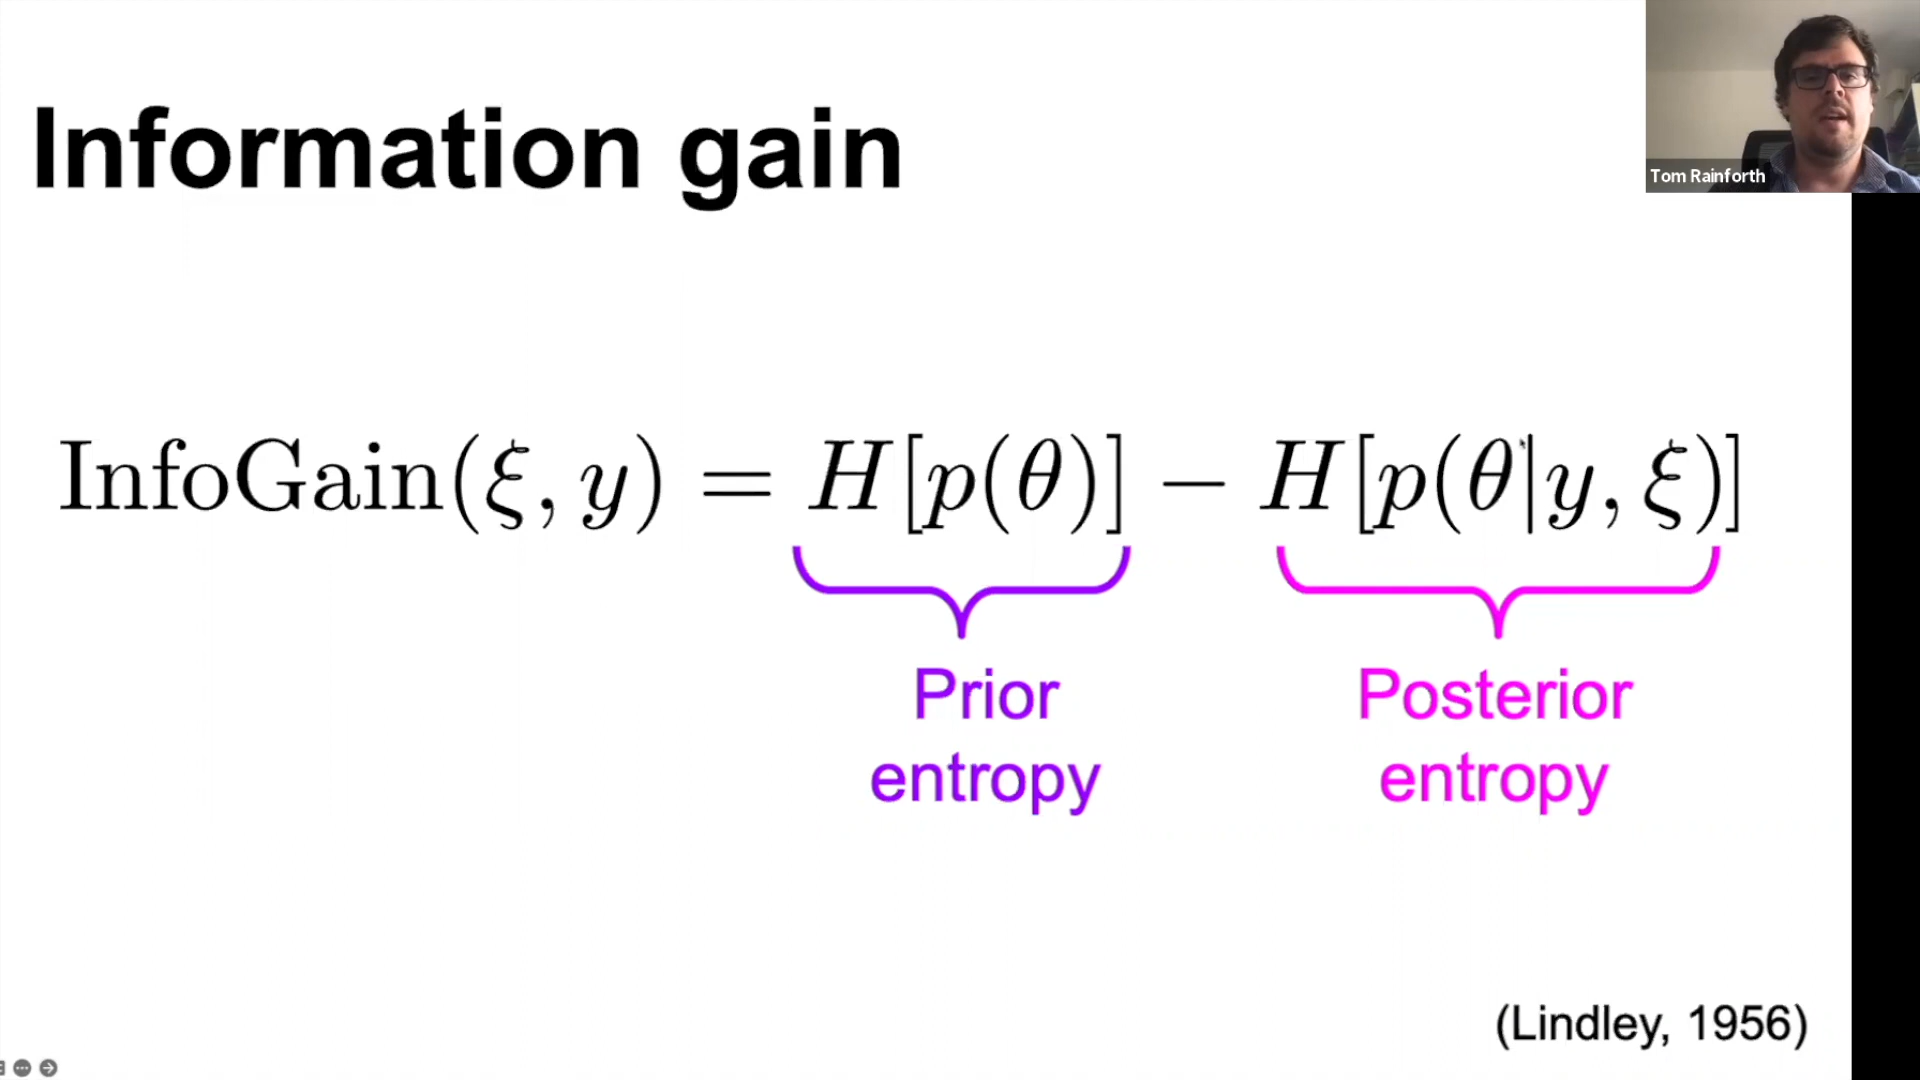 Information gain
Tom Rainforth
InfoGain(ξ, y) = H[p(θ)] − H[p(θ|y, ξ)]
Prior
entropy
Posterior
entropy
(Lindley, 1956)